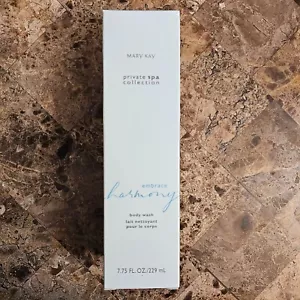 MARY KAY
private spa
collection
embrace
harmony
body wash
lait nettoyant
pour le corps
7.75 FL. OZ./229 mL